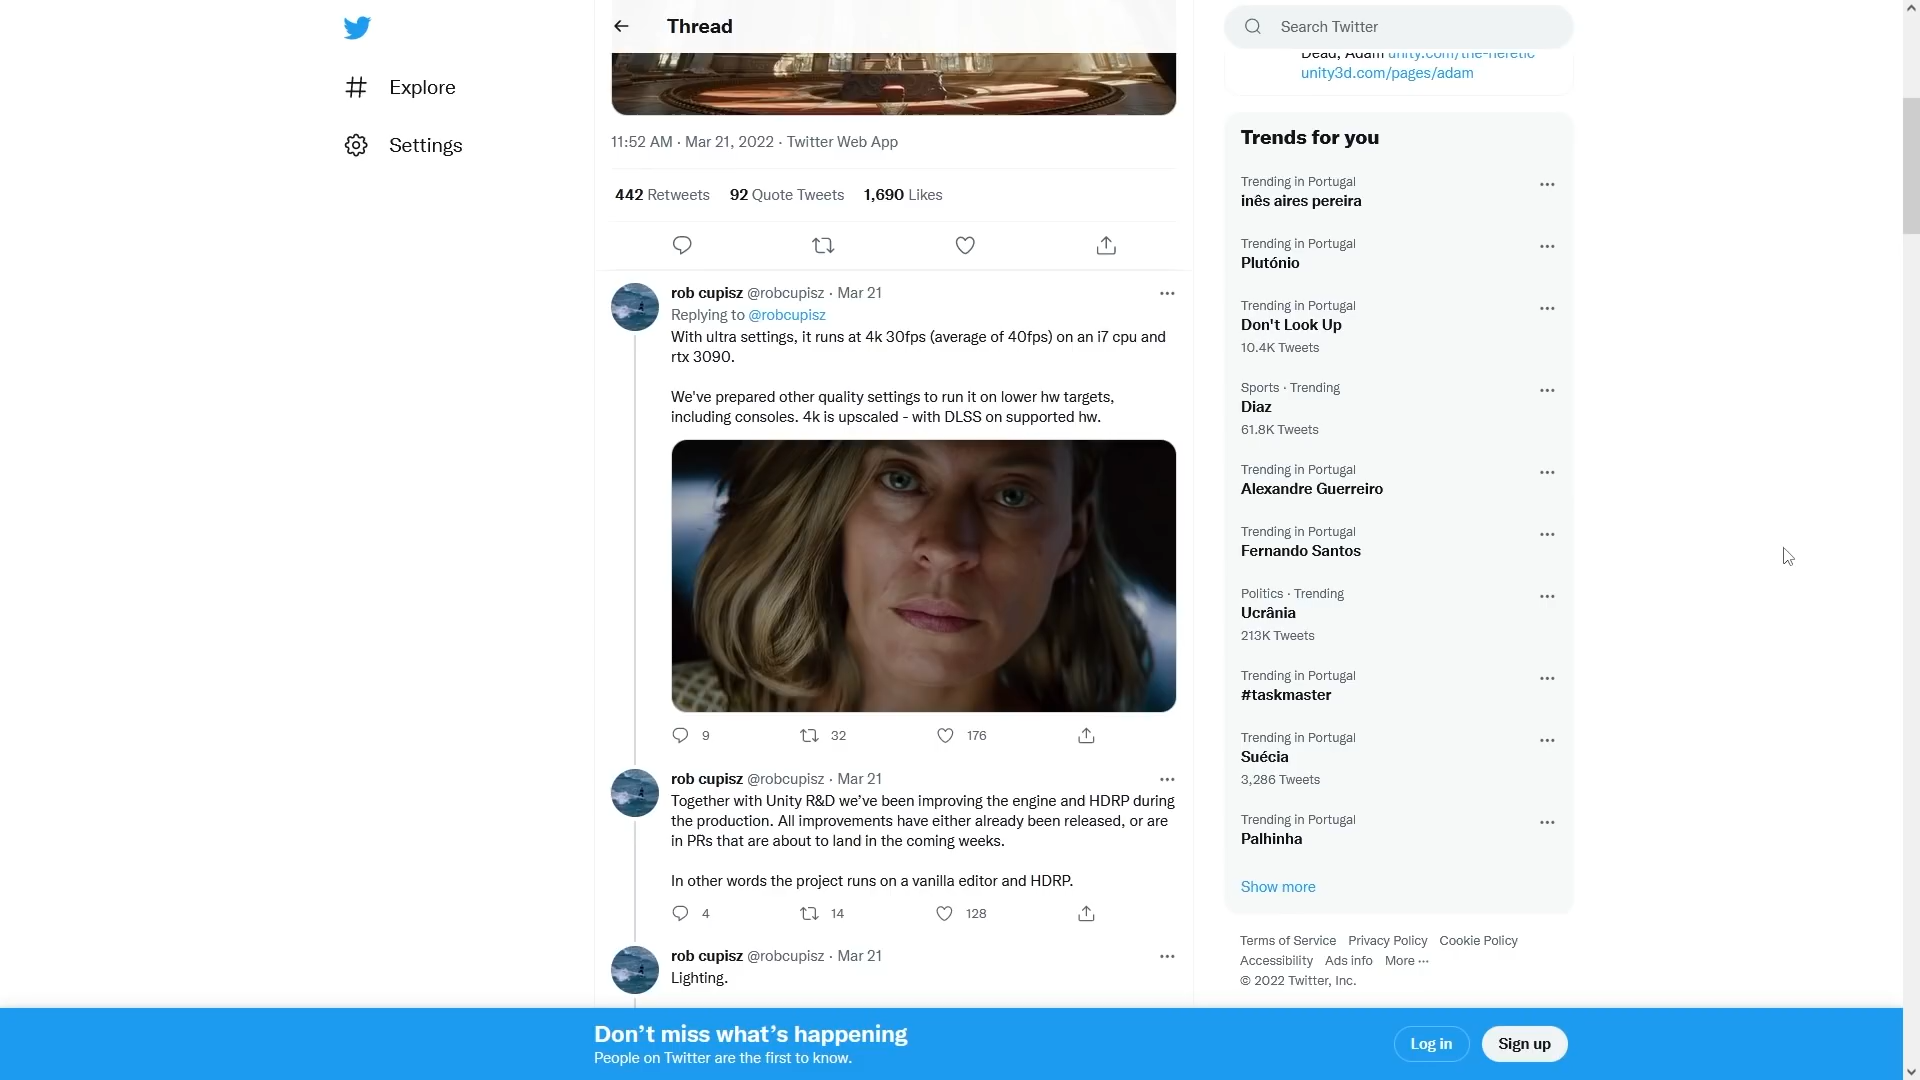 Explore
Settings
Thread
11:52 AM · Mar 21, 2022 · Twitter Web App
442 Retweets 92 Quote Tweets 1,690 Likes
rob cupisz @robcupisz · Mar 21
Replying to @robcupisz
With ultra settings, it runs at 4k 30fps (average of 40fps) on an i7 cpu and
rtx 3090.
We've prepared other quality settings to run it on lower hw targets,
including consoles. 4k is upscaled - with DLSS on supported hw.
9 32 176
rob cupisz @robcupisz · Mar 21
Together with Unity R&D we’ve been improving the engine and HDRP during
the production. All improvements have either already been released, or are
in PRs that are about to land in the coming weeks.
In other words the project runs on a vanilla editor and HDRP.
4 14 128
rob cupisz @robcupisz · Mar 21
Lighting.
Search Twitter
Dead, Adam unity.com/the-heretic
unity3d.com/pages/adam
Trends for you
Trending in Portugal
inês aires pereira
Trending in Portugal
Plutónio
Trending in Portugal
Don't Look Up
10.4K Tweets
Sports · Trending
Diaz
61.8K Tweets
Trending in Portugal
Alexandre Guerreiro
Trending in Portugal
Fernando Santos
Politics · Trending
Ucrânia
213K Tweets
Trending in Portugal
#taskmaster
Trending in Portugal
Suécia
3,286 Tweets
Trending in Portugal
Palhinha
Show more
Terms of Service Privacy Policy Cookie Policy
Accessibility Ads info More ···
© 2022 Twitter, Inc.
Don’t miss what’s happening
People on Twitter are the first to know.
Log in
Sign up